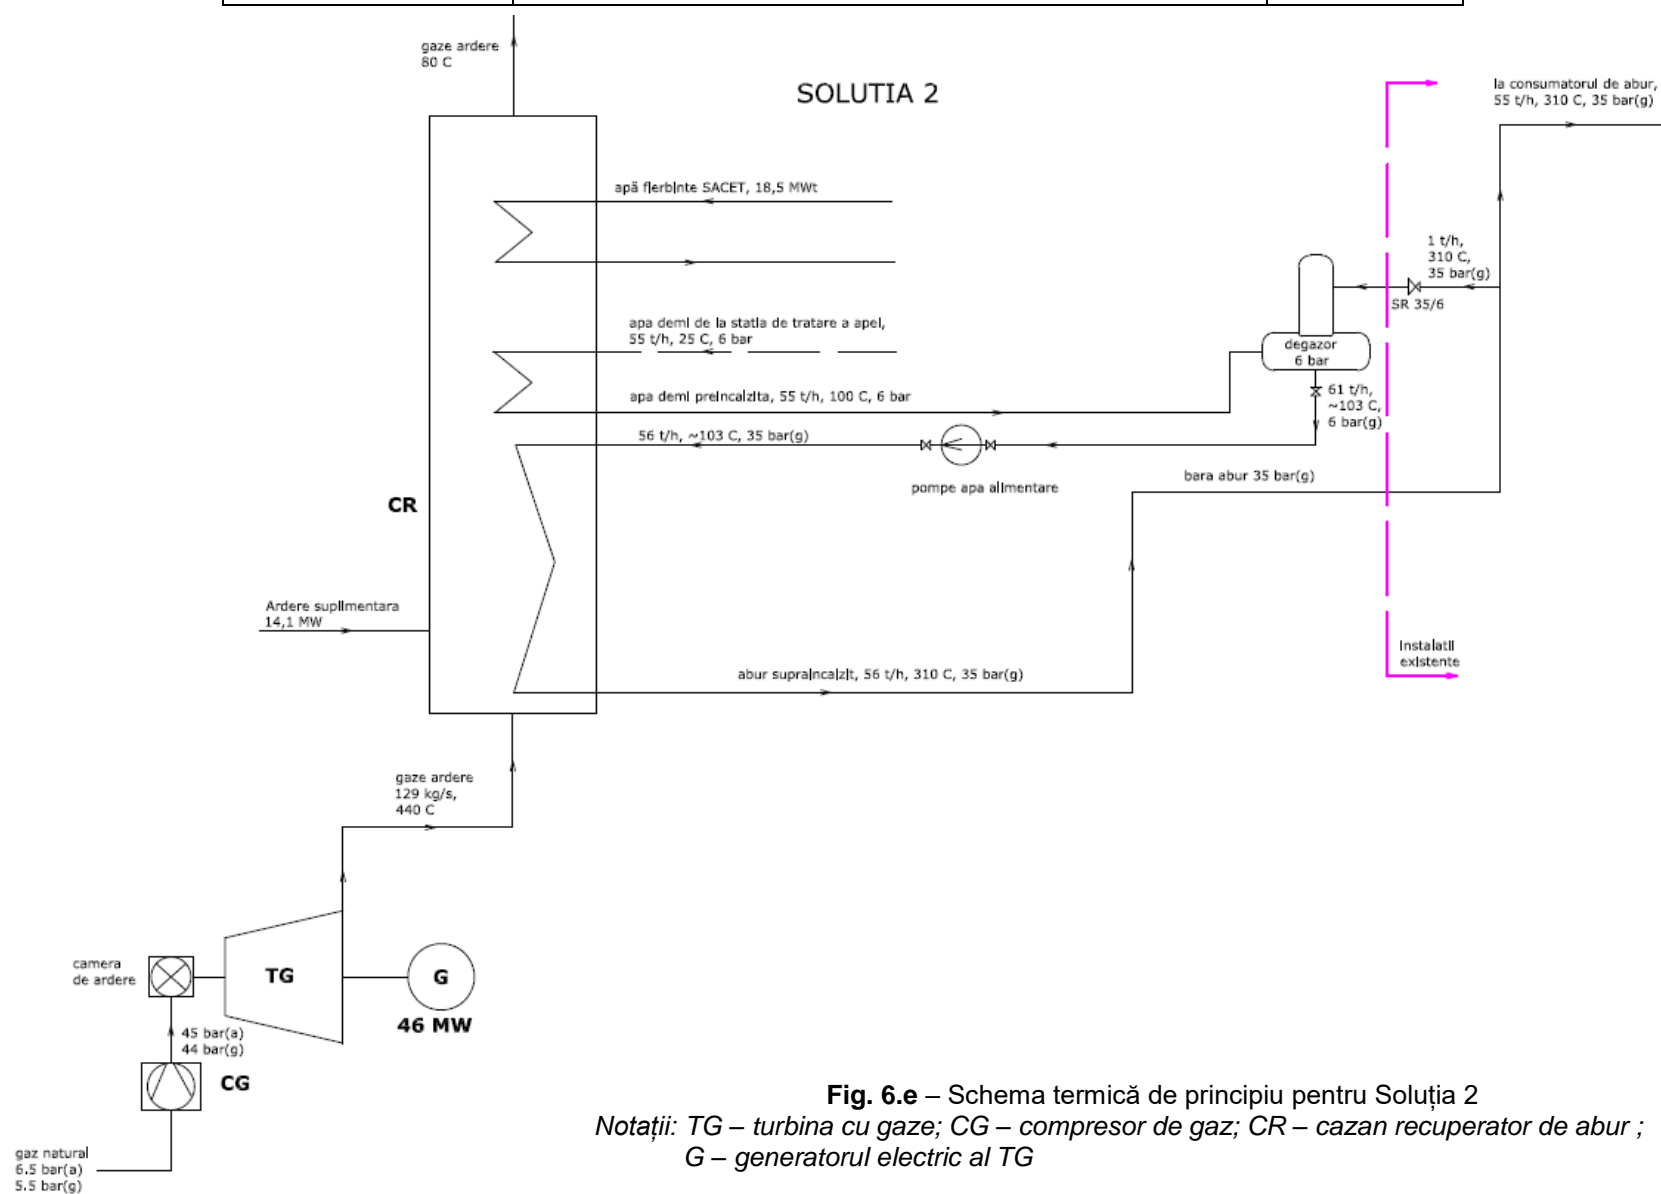 gaze ardere
80 C
SOLUTIA 2
la consumatorul de abur,
55 t/h, 310 C, 35 bar(g)
apă fierbinte SACET, 18,5 MWt
1 t/h,
310 C,
35 bar(g)
SR 35/6
apa demi de la statia de tratare a apei,
55 t/h, 25 C, 6 bar
degazor
6 bar
apa demi preincalzita, 55 t/h, 100 C, 6 bar
61 t/h,
~103 C,
6 bar(g)
56 t/h, ~103 C, 35 bar(g)
pompe apa alimentare
bara abur 35 bar(g)
CR
Ardere suplimentara
14,1 MW
Instalatii
existente
abur supraincalzit, 56 t/h, 310 C, 35 bar(g)
gaze ardere
129 kg/s,
440 C
camera
de ardere
TG
G
46 MW
45 bar(a)
44 bar(g)
CG
gaz natural
6.5 bar(a)
5.5 bar(g)
Fig. 6.e – Schema termică de principiu pentru Soluția 2
Notații: TG – turbina cu gaze; CG – compresor de gaz; CR – cazan recuperator de abur ;
G – generatorul electric al TG